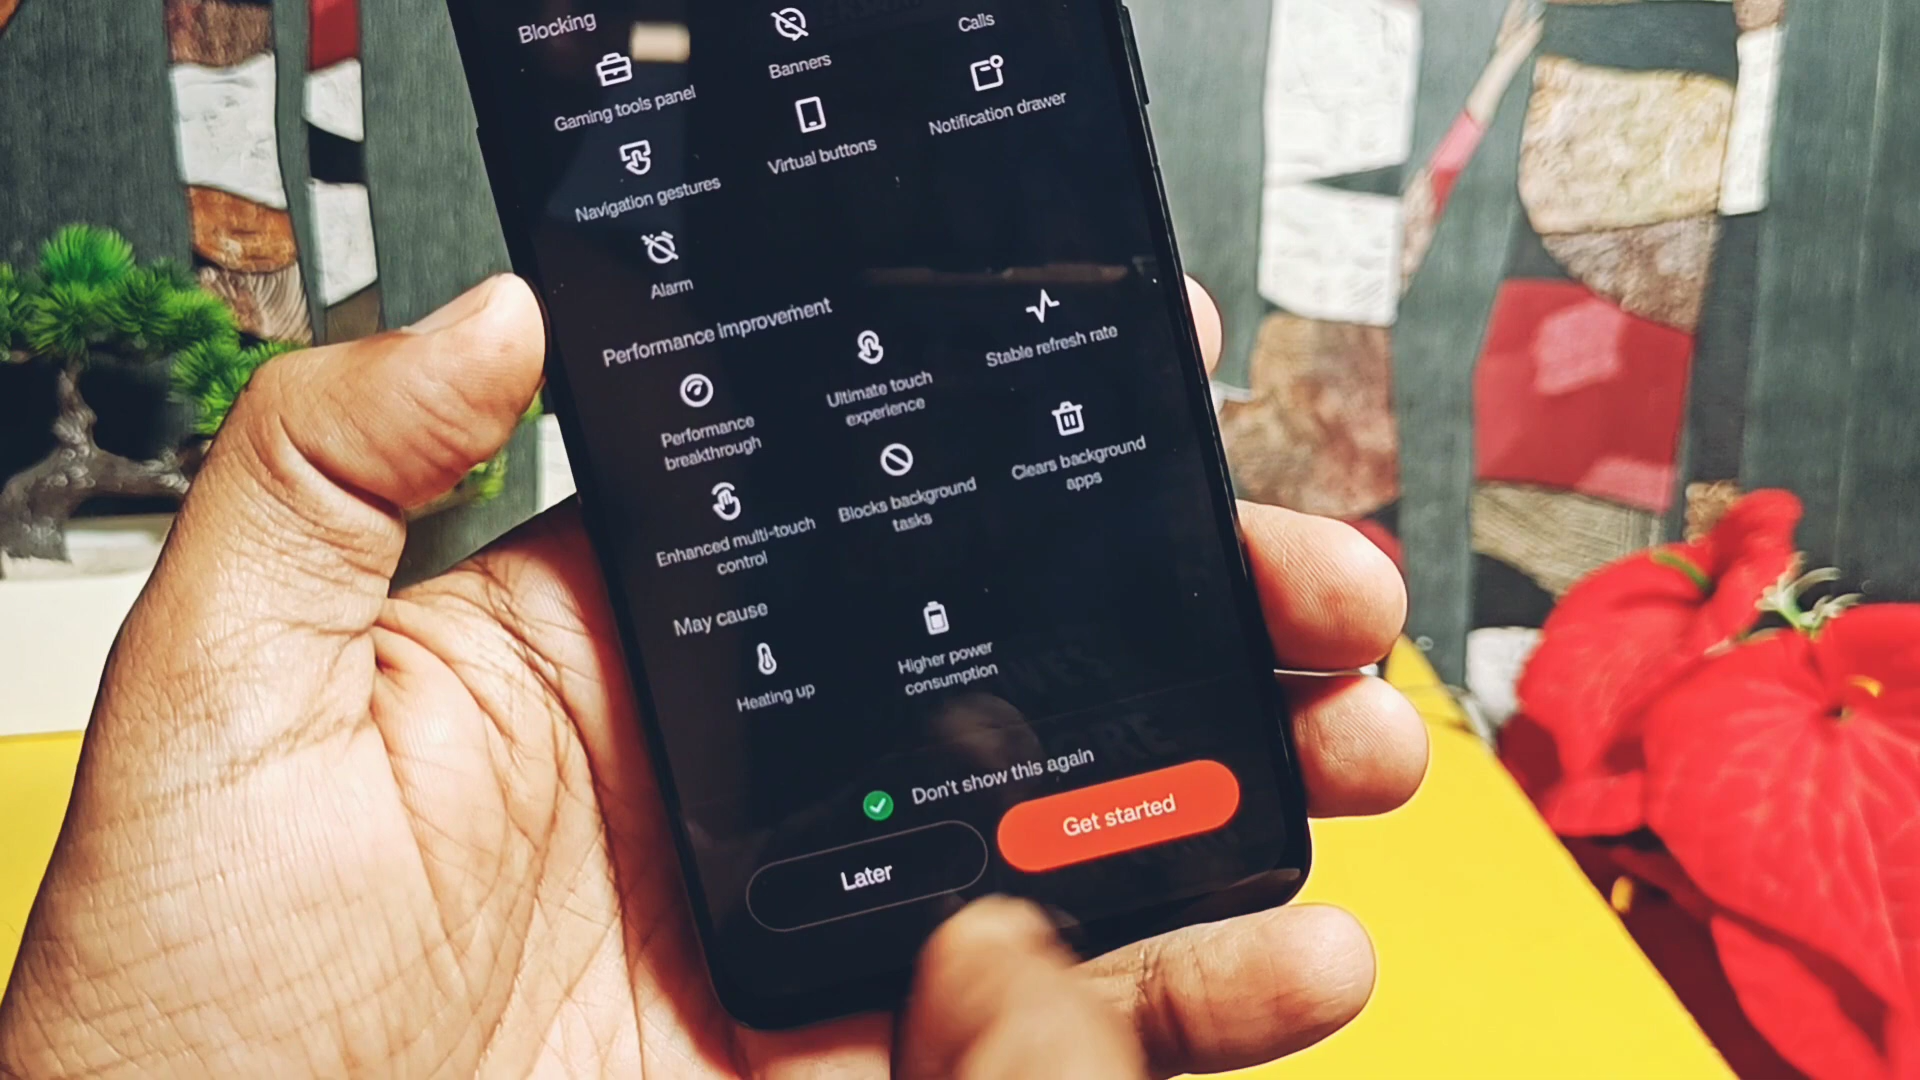 Blocking
Banners
Calls
Gaming tools panel
Virtual buttons
Notification drawer
Navigation gestures
Alarm
Performance improvement
Performance
breakthrough
Ultimate touch
experience
Stable refresh rate
Enhanced multi-touch
control
Blocks background
tasks
Clears background
apps
May cause
Heating up
Higher power
consumption
Don't show this again
Later
Get started